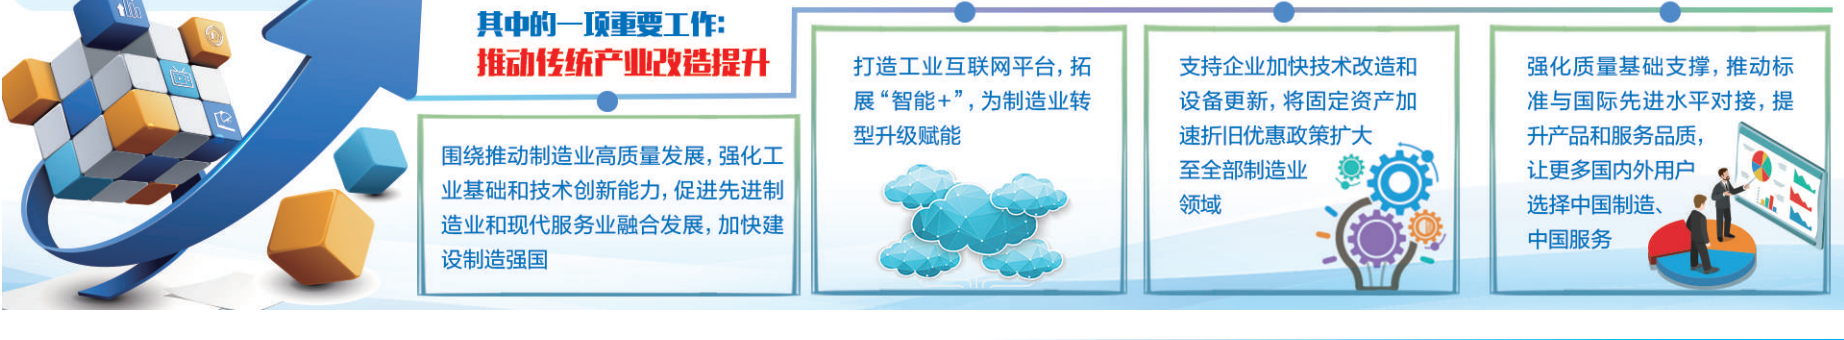 其中的一项重要工作：
推动传统产业改造提升
围绕推动制造业高质量发展，强化工
业基础和技术创新能力，促进先进制
造业和现代服务业融合发展，加快建
设制造强国
打造工业互联网平台，拓
展“智能+”，为制造业转
型升级赋能
支持企业加快技术改造和
设备更新，将固定资产加
速折旧优惠政策扩大
至全部制造业
领域
强化质量基础支撑，推动标
准与国际先进水平对接，提
升产品和服务品质，
让更多国内外用户
选择中国制造、
中国服务